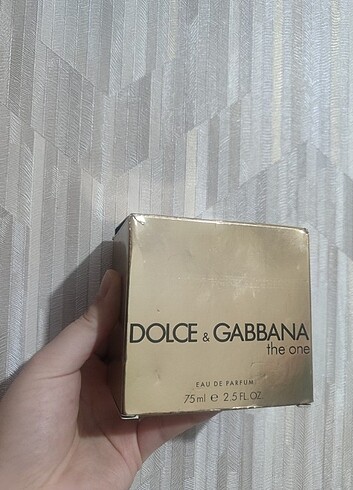 DOLCE & GABBANA
the one
EAU DE PARFUM
75ml e 2.5 FL.OZ.